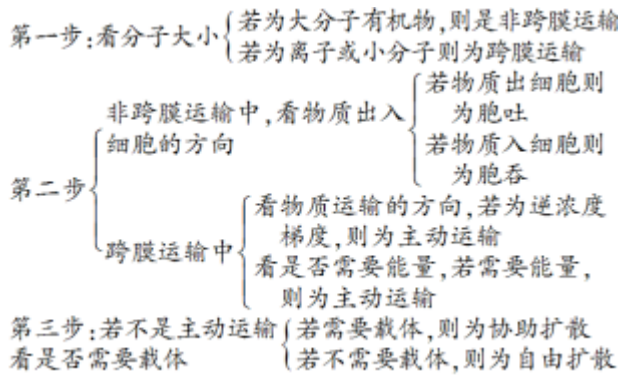 第一步:看分子大小
若为大分子有机物,则是非跨膜运输
若为离子或小分子则为跨膜运输
第二步
非跨膜运输中,看物质出入
细胞的方向
若物质出细胞则
为胞吐
若物质入细胞则
为胞吞
跨膜运输中
看物质运输的方向,若为逆浓度
梯度,则为主动运输
看是否需要能量,若需要能量,
则为主动运输
第三步:若不是主动运输
看是否需要载体
若需要载体,则为协助扩散
若不需要载体,则为自由扩散